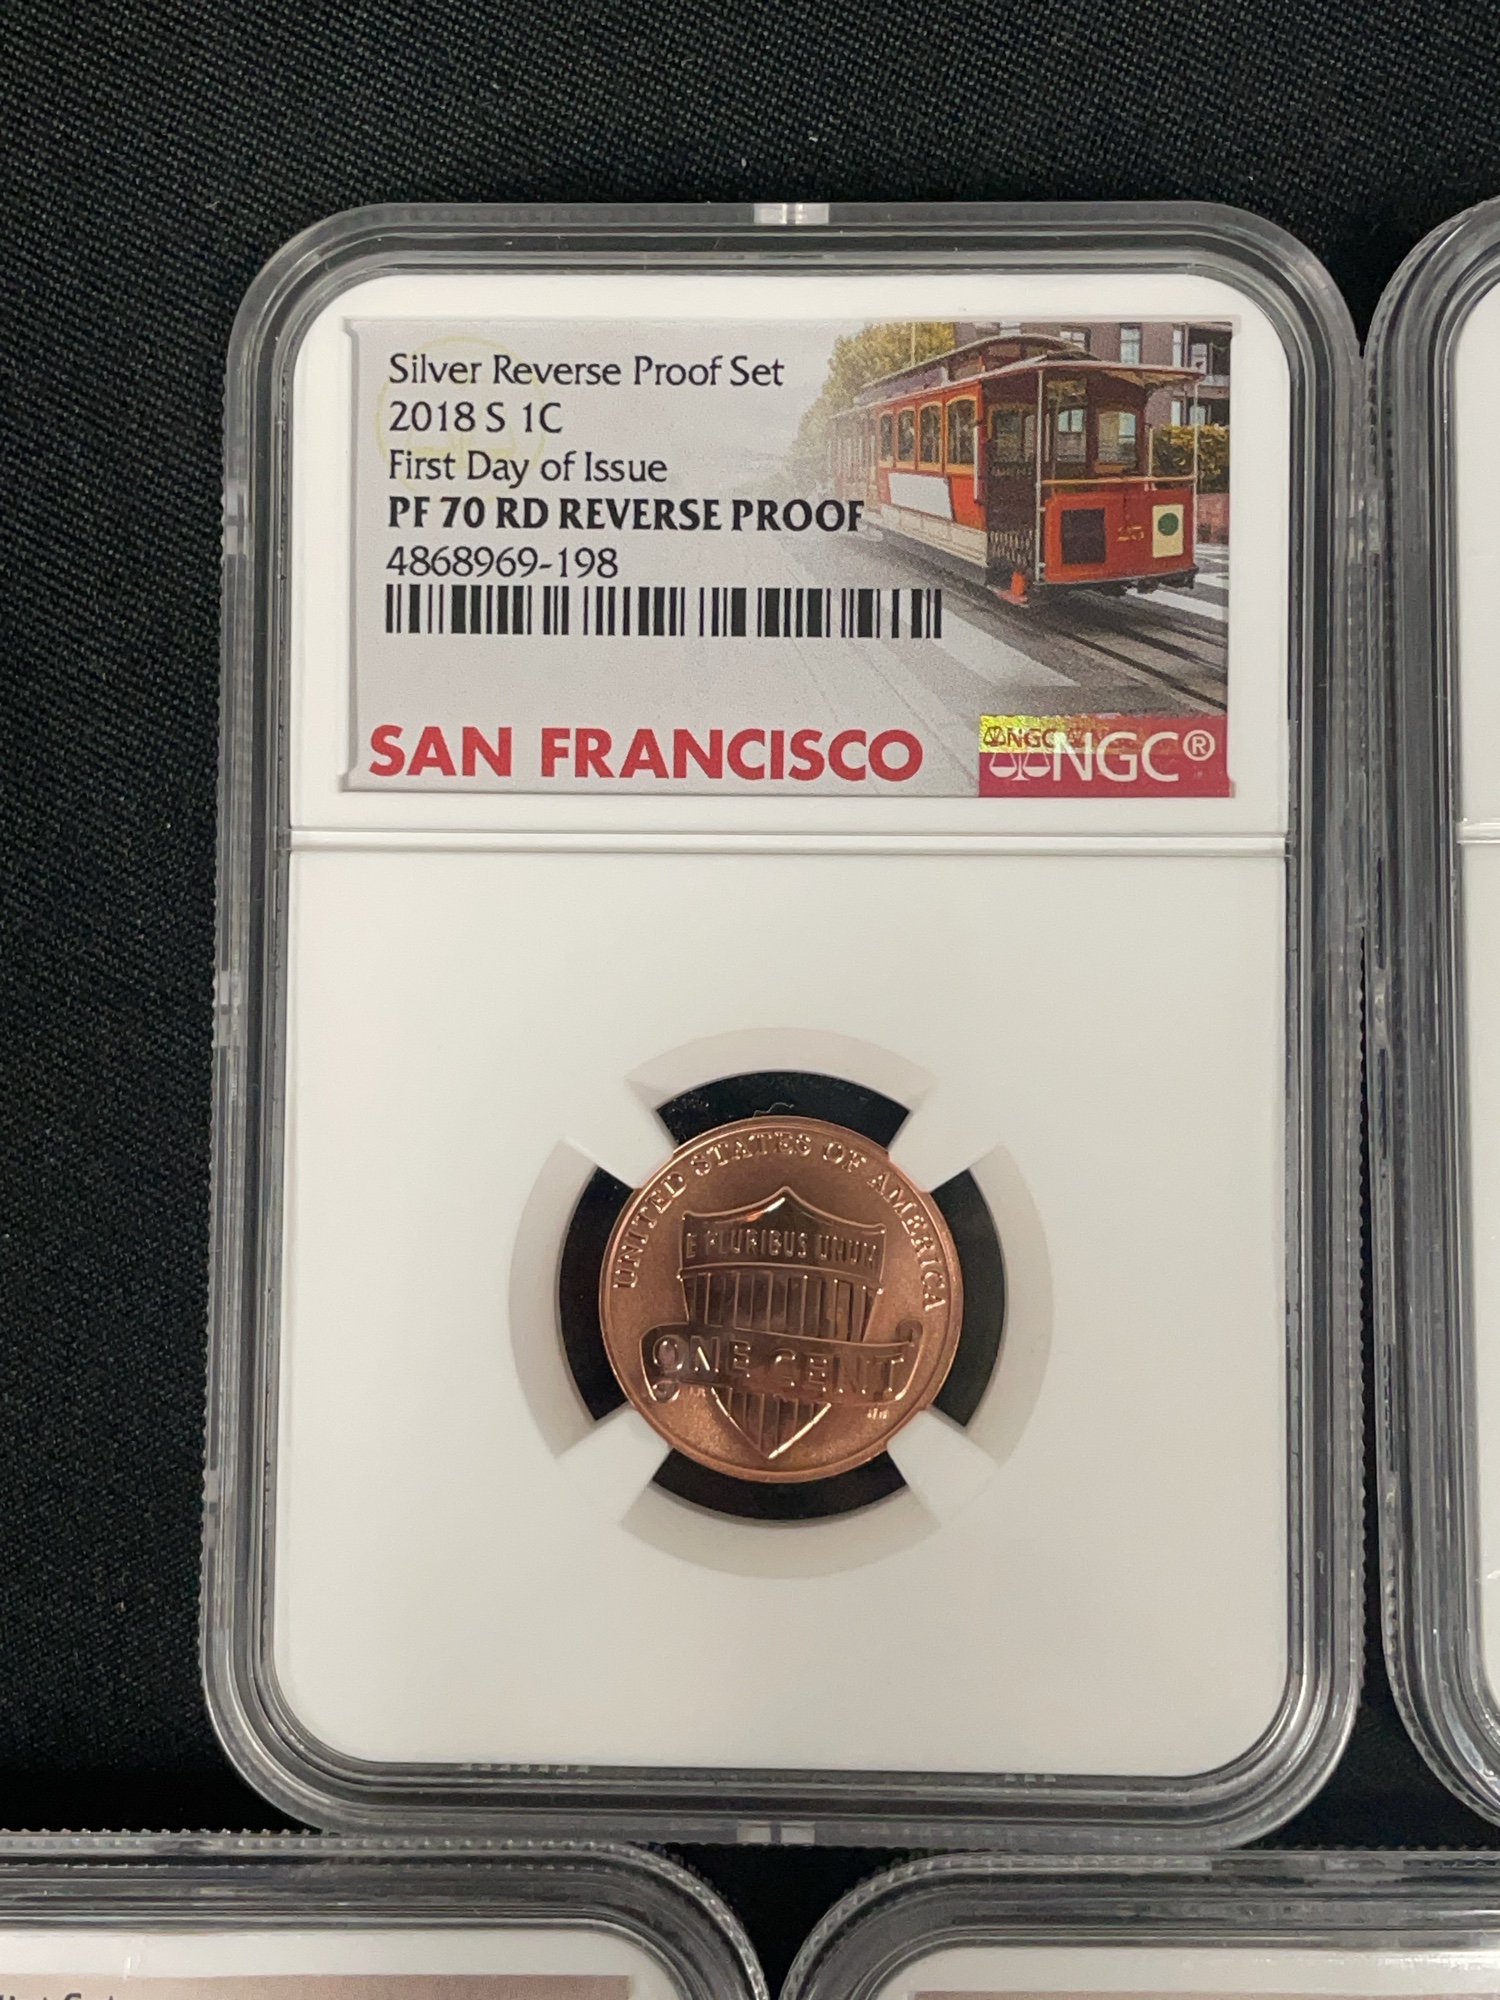 Silver Reverse Proof Set
2018 S 1C
First Day of Issue
PF 70 RD REVERSE PROOF
4868969-198
SAN FRANCISCO
NGC
NGC®
UNITED STATES OF AMERICA
E PLURIBUS UNUM
ONE CENT